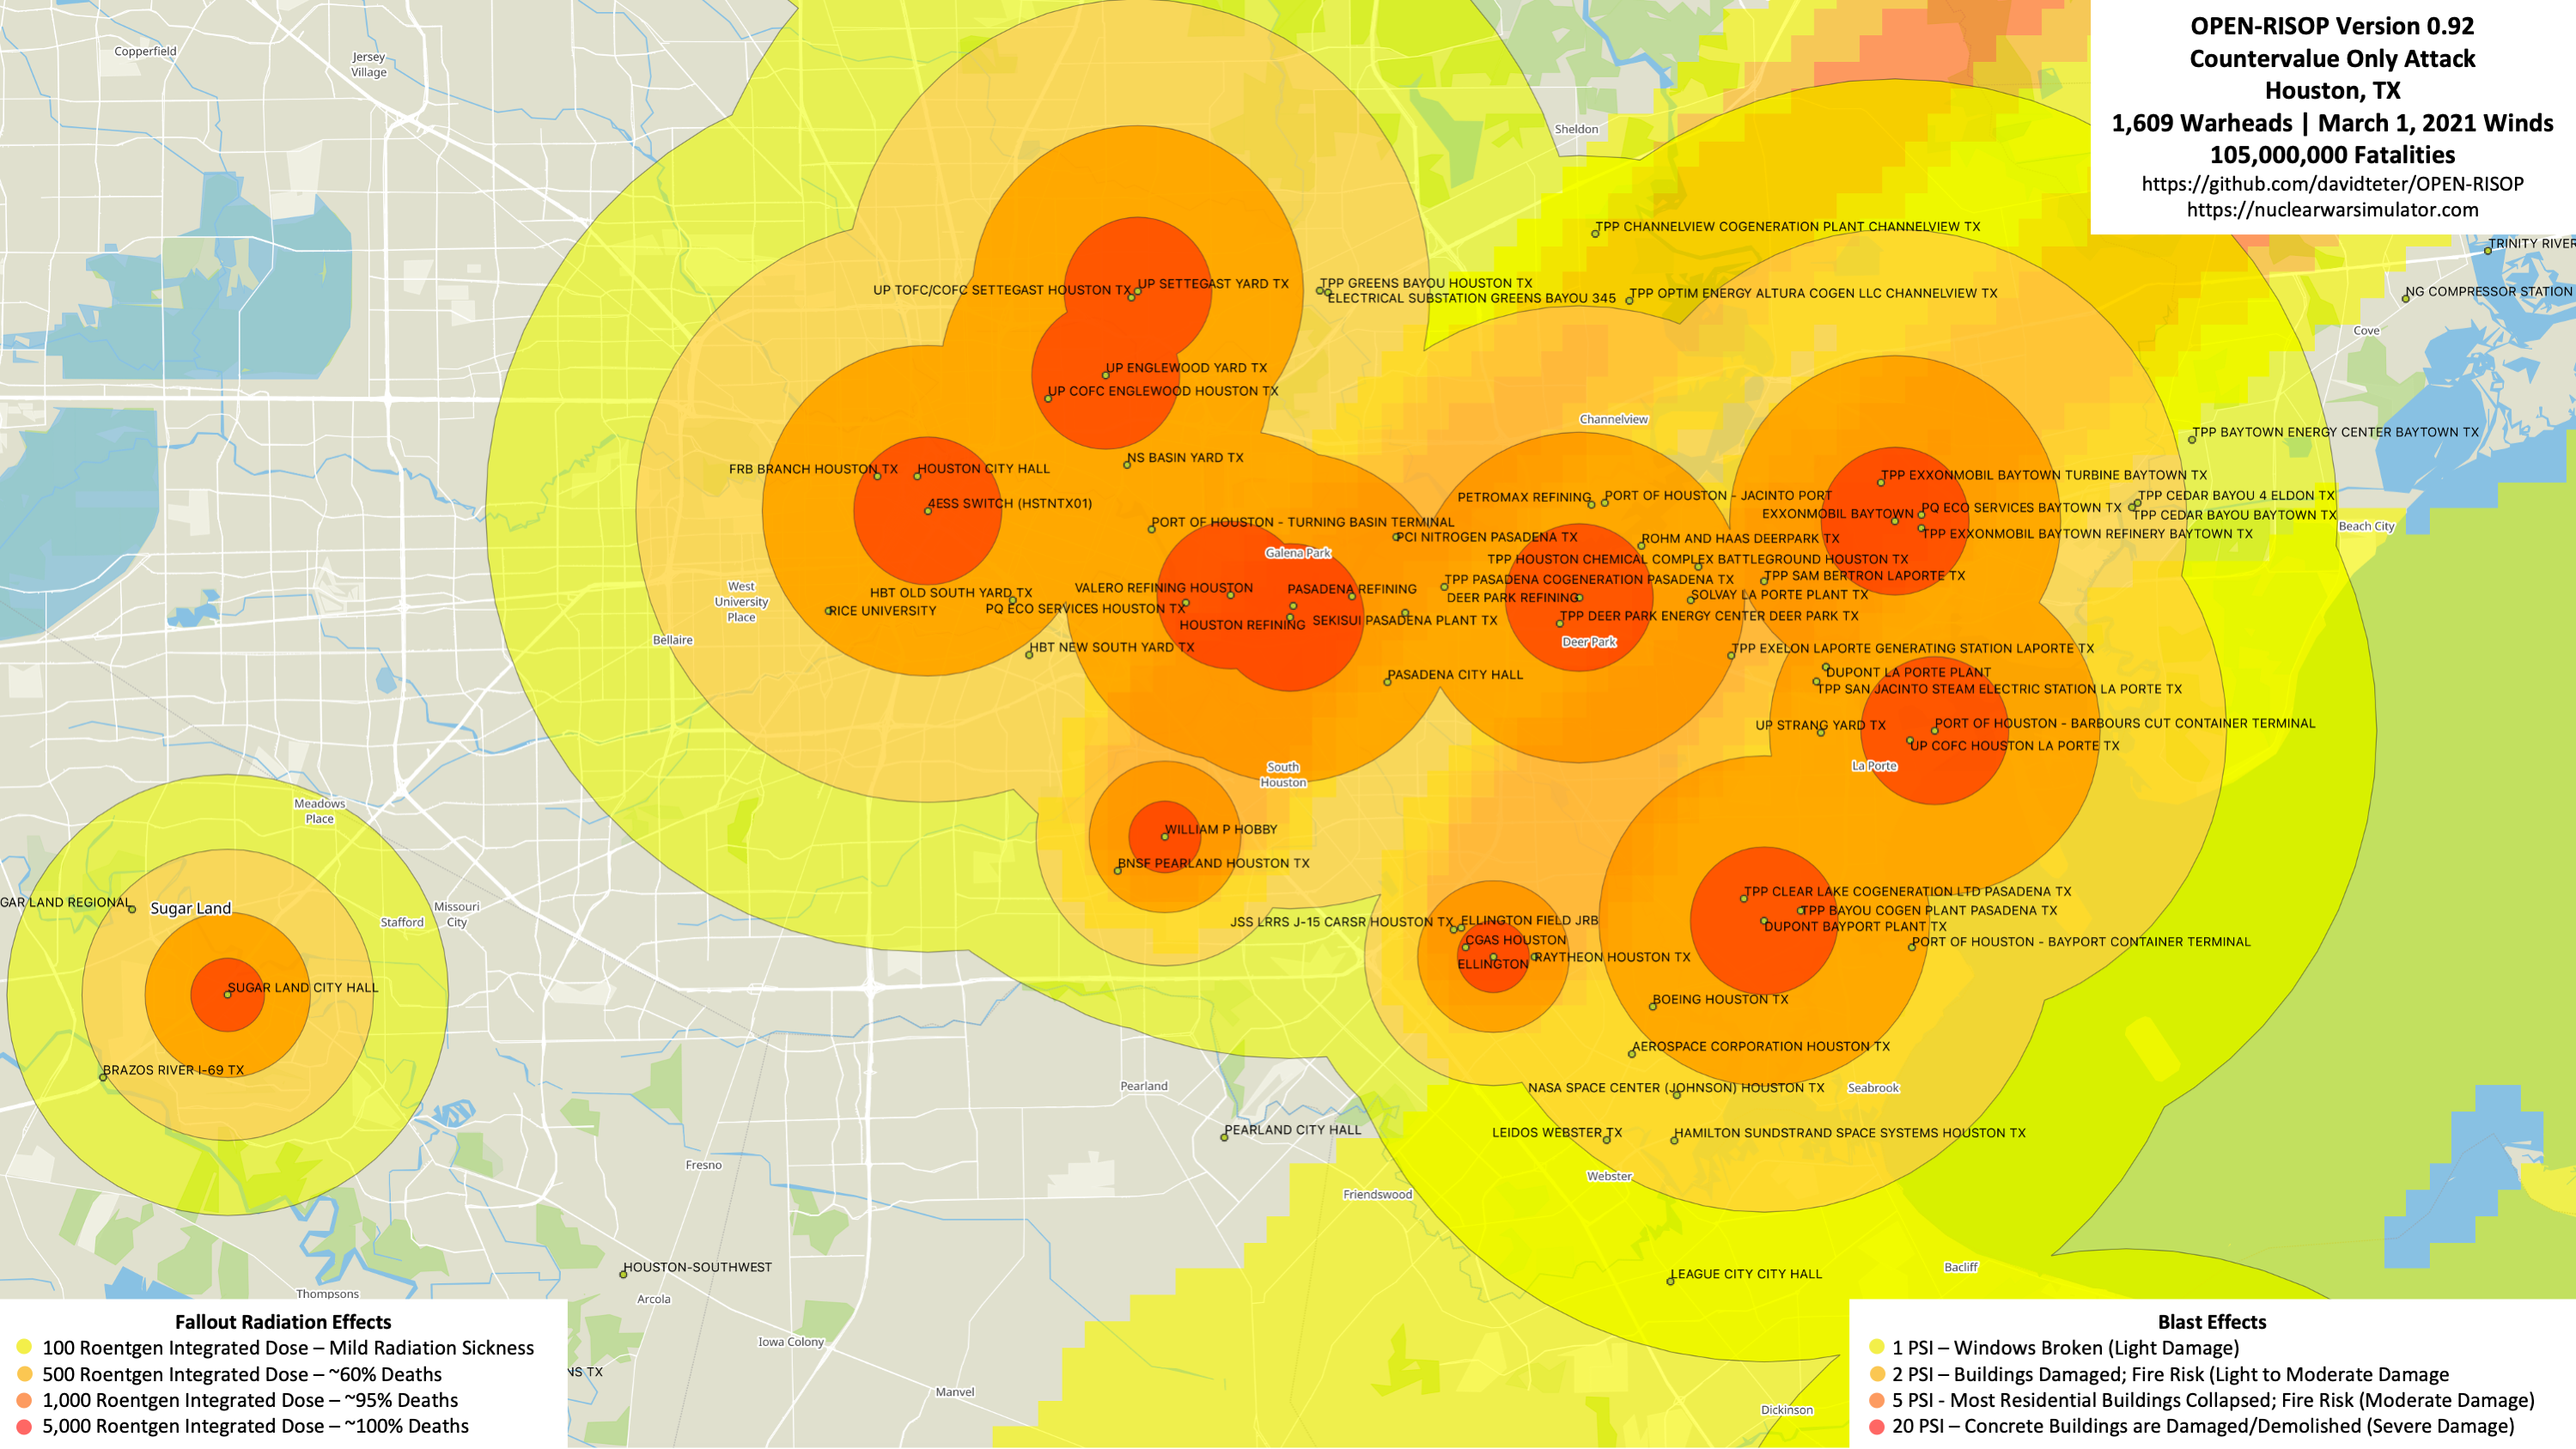 OPEN-RISOP Version 0.92
Countervalue Only Attack
Houston, TX
1,609 Warheads | March 1, 2021 Winds
105,000,000 Fatalities
https://github.com/davidteter/OPEN-RISOP
https://nuclearwarsimulator.com
Copperfield
Jersey
Village
Sheldon
TPP CHANNELVIEW COGENERATION PLANT CHANNELVIEW TX
TRINITY RIVER
UP SETTEGAST YARD TX
UP TOFC/COFC SETTEGAST HOUSTON TX
TPP GREENS BAYOU HOUSTON TX
ELECTRICAL SUBSTATION GREENS BAYOU 345
TPP OPTIM ENERGY ALTURA COGEN LLC CHANNELVIEW TX
NG COMPRESSOR STATION
Cove
UP ENGLEWOOD YARD TX
UP COFC ENGLEWOOD HOUSTON TX
Channelview
TPP BAYTOWN ENERGY CENTER BAYTOWN TX
NS BASIN YARD TX
FRB BRANCH HOUSTON TX
HOUSTON CITY HALL
4ESS SWITCH (HSTNTX01)
TPP EXXONMOBIL BAYTOWN TURBINE BAYTOWN TX
PETROMAX REFINING
PORT OF HOUSTON - JACINTO PORT
TPP CEDAR BAYOU 4 ELDON TX
EXXONMOBIL BAYTOWN
PQ ECO SERVICES BAYTOWN TX
TPP CEDAR BAYOU BAYTOWN TX
PORT OF HOUSTON - TURNING BASIN TERMINAL
Beach City
TPP EXXONMOBIL BAYTOWN REFINERY BAYTOWN TX
PCI NITROGEN PASADENA TX
ROHM AND HAAS DEERPARK TX
Galena Park
TPP HOUSTON CHEMICAL COMPLEX BATTLEGROUND HOUSTON TX
TPP PASADENA COGENERATION PASADENA TX
TPP SAM BERTRON LAPORTE TX
West
University
Place
HBT OLD SOUTH YARD TX
VALERO REFINING HOUSTON
PASADENA REFINING
DEER PARK REFINING
SOLVAY LA PORTE PLANT TX
RICE UNIVERSITY
PQ ECO SERVICES HOUSTON TX
HOUSTON REFINING
SEKISUI PASADENA PLANT TX
TPP DEER PARK ENERGY CENTER DEER PARK TX
Bellaire
Deer Park
HBT NEW SOUTH YARD TX
TPP EXELON LAPORTE GENERATING STATION LAPORTE TX
PASADENA CITY HALL
DUPONT LA PORTE PLANT
TPP SAN JACINTO STEAM ELECTRIC STATION LA PORTE TX
UP STRANG YARD TX
PORT OF HOUSTON - BARBOURS CUT CONTAINER TERMINAL
UP COFC HOUSTON LA PORTE TX
La Porte
South
Houston
Meadows
Place
WILLIAM P HOBBY
BNSF PEARLAND HOUSTON TX
GAR LAND REGIONAL
Sugar Land
Stafford
Missouri
City
TPP CLEAR LAKE COGENERATION LTD PASADENA TX
TPP BAYOU COGEN PLANT PASADENA TX
DUPONT BAYPORT PLANT TX
PORT OF HOUSTON - BAYPORT CONTAINER TERMINAL
JSS LRRS J-15 CARSR HOUSTON TX
ELLINGTON FIELD JRB
CGAS HOUSTON
ELLINGTON
RAYTHEON HOUSTON TX
SUGAR LAND CITY HALL
BOEING HOUSTON TX
AEROSPACE CORPORATION HOUSTON TX
BRAZOS RIVER I-69 TX
Pearland
NASA SPACE CENTER (JOHNSON) HOUSTON TX
Seabrook
PEARLAND CITY HALL
LEIDOS WEBSTER TX
HAMILTON SUNDSTRAND SPACE SYSTEMS HOUSTON TX
Fresno
Webster
Friendswood
HOUSTON-SOUTHWEST
LEAGUE CITY CITY HALL
Bacliff
Thompsons
Arcola
Iowa Colony
NS TX
Manvel
Dickinson
Fallout Radiation Effects
100 Roentgen Integrated Dose – Mild Radiation Sickness
500 Roentgen Integrated Dose – ~60% Deaths
1,000 Roentgen Integrated Dose – ~95% Deaths
5,000 Roentgen Integrated Dose – ~100% Deaths
Blast Effects
1 PSI – Windows Broken (Light Damage)
2 PSI – Buildings Damaged; Fire Risk (Light to Moderate Damage
5 PSI - Most Residential Buildings Collapsed; Fire Risk (Moderate Damage)
20 PSI – Concrete Buildings are Damaged/Demolished (Severe Damage)